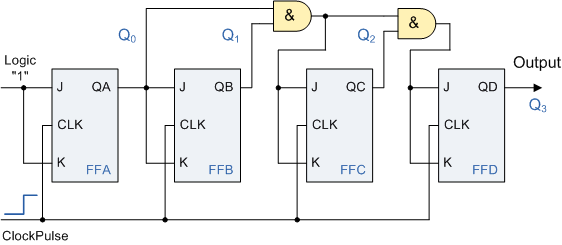 &
&
Q0
Q1
Q2
Logic
"1"
Output
J QA
J QB
J QC
J QD
Q3
CLK
CLK
CLK
CLK
K
K
K
K
FFA
FFB
FFC
FFD
ClockPulse